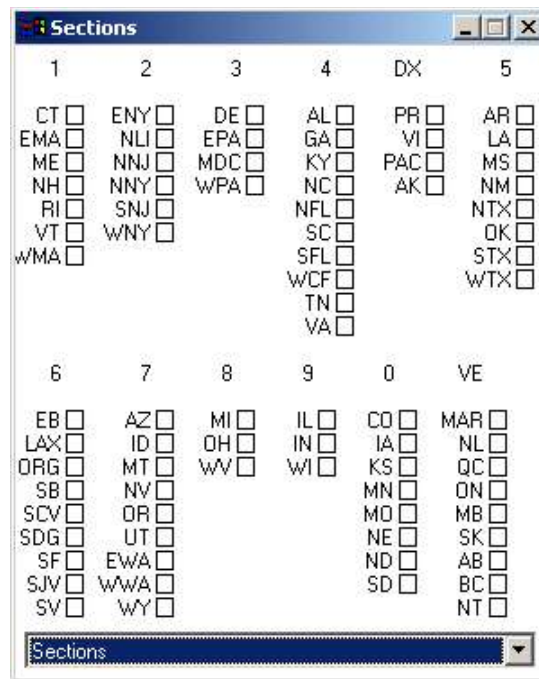 Sections
1 2 3 4 DX 5
CT ENY DE AL PR AR
EMA NLI EPA GA VI LA
ME NNJ MDC KY PAC MS
NH NNY WPA NC AK NM
RI SNJ NFL NTX
VT WNY SC OK
WMA SFL STX
WCF WTX
TN
VA
6 7 8 9 0 VE
EB AZ MI IL CO MAR
LAX ID OH IN IA NL
ORG MT WV WI KS QC
SB NV MN ON
SCV OR MO MB
SDG UT NE SK
SF EWA ND AB
SJV WWA SD BC
SV WY NT
Sections